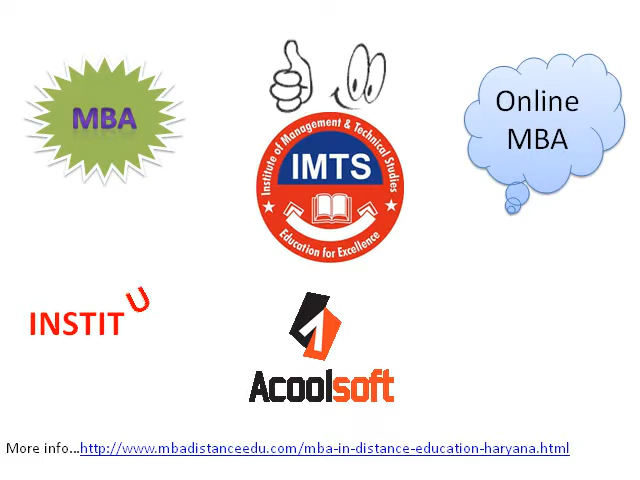 MBA
Online
MBA
Institute of Management & Technical Studies
IMTS
Education for Excellence
INSTIT U
Acoolsoft
More info...http://www.mbadistanceedu.com/mba-in-distance-education-haryana.html